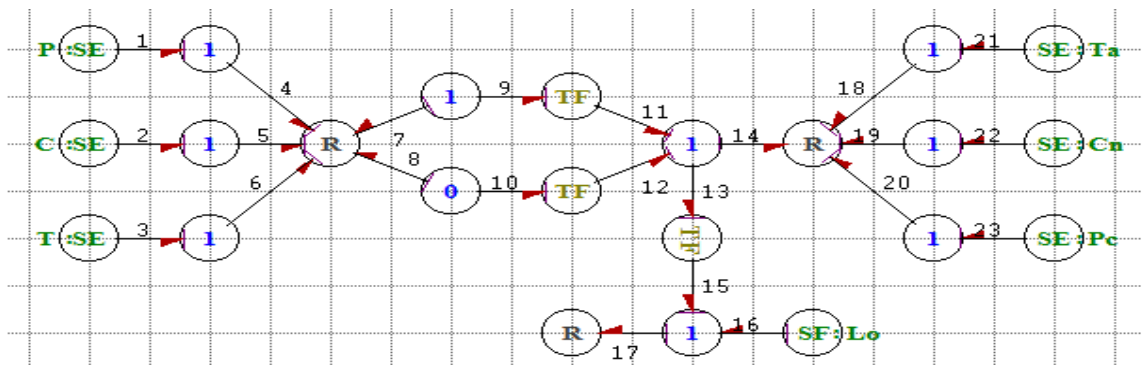 P :SE 1 1 1 21 SE:Ta
4 9 TF 11 18
1 7
C :SE 2 1 5 R 1 14 R 19 1 22 SE:Cn
8
6 0 10 TF 12 13 20
T :SE 3 1 TF 1 23 SE:Pc
15
R 17 1 16 SF:Lo